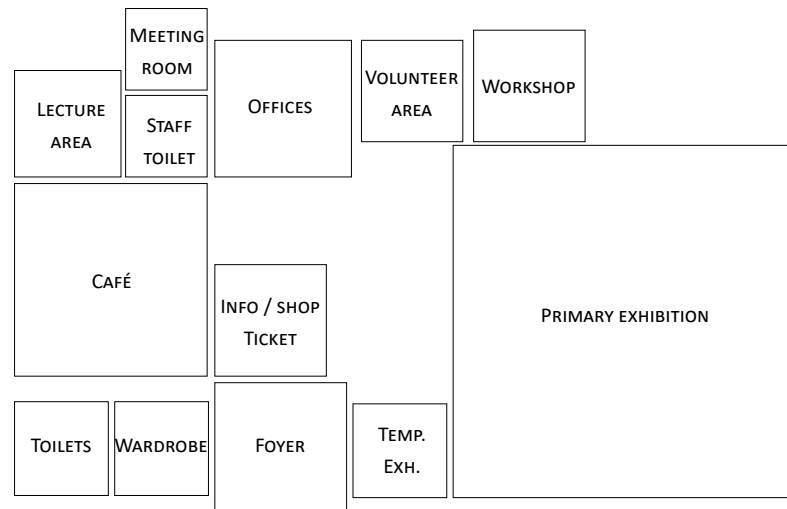 Meeting
room
Lecture
area
Staff
toilet
Offices
Volunteer
area
Workshop
Café
Info / shop
Ticket
Primary exhibition
Toilets
Wardrobe
Foyer
Temp.
Exh.